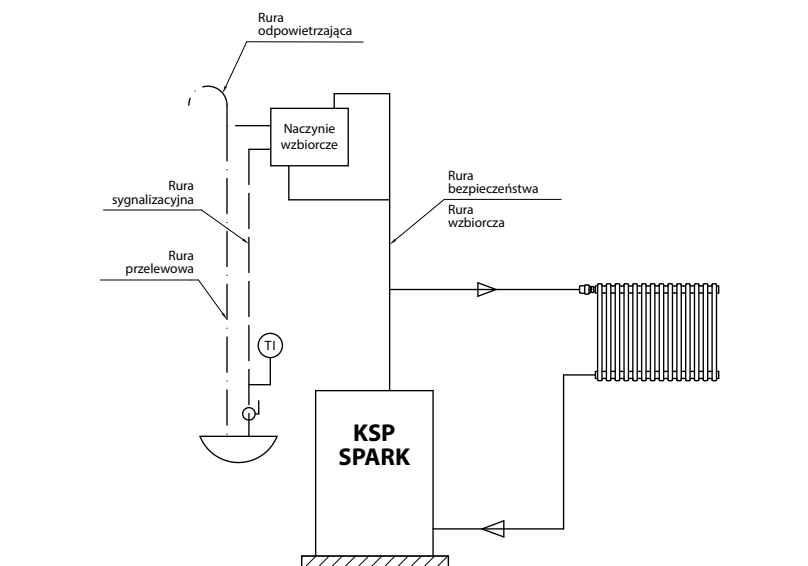 Rura
odpowietrzająca
Naczynie
wzbiorcze
Rura
sygnalizacyjna
Rura
bezpieczeństwa
Rura
wzbiorcza
Rura
przelewowa
TI
KSP
SPARK